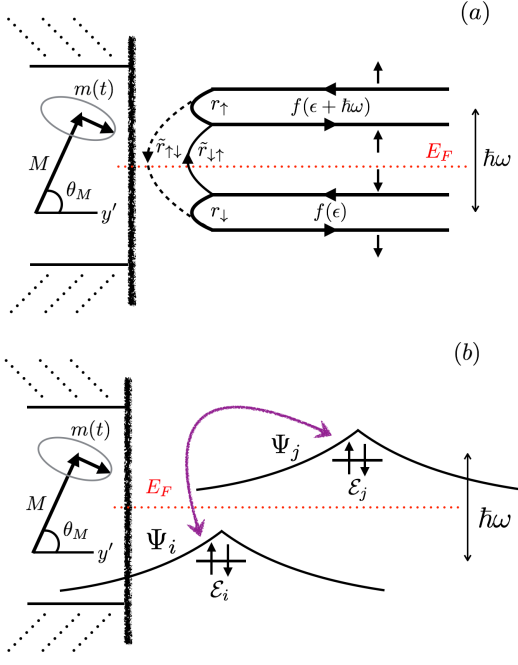 (a)
m(t)
M
θ_M
y′
r↑
f(ϵ + ħω)
r̃↑↓
r̃↓↑
E_F
ħω
r↓
f(ϵ)
(b)
m(t)
M
θ_M
y′
E_F
Ψ_j
ℰ_j
ħω
Ψ_i
ℰ_i